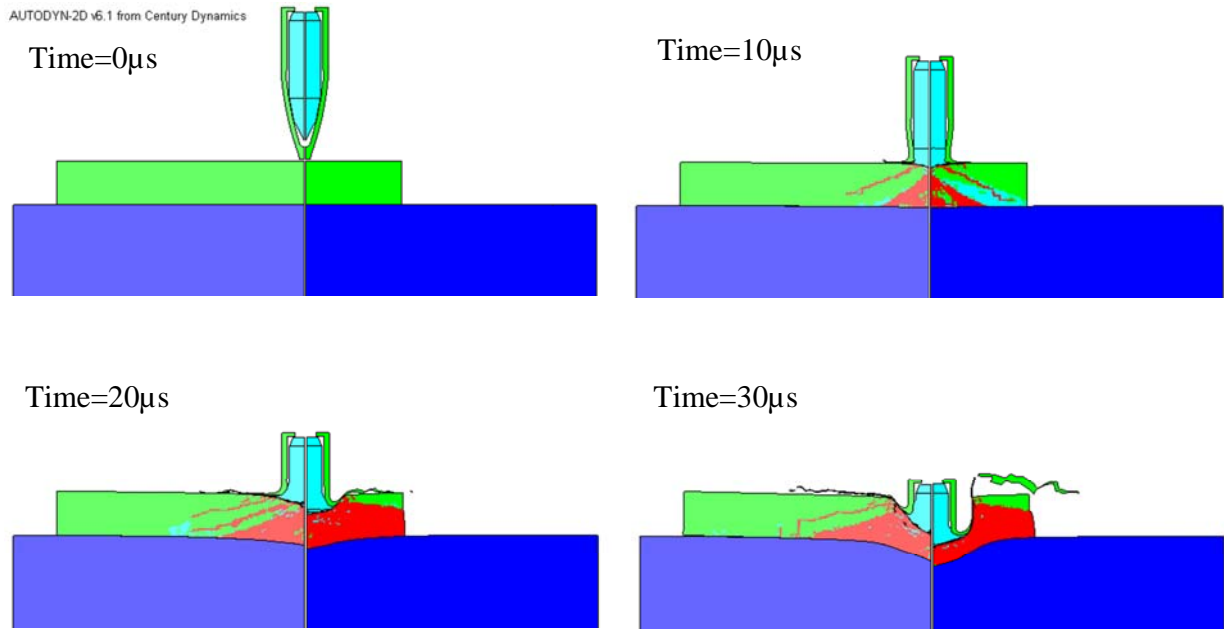 AUTODYN-2D v6.1 from Century Dynamics
Time=0µs
Time=10µs
Time=20µs
Time=30µs